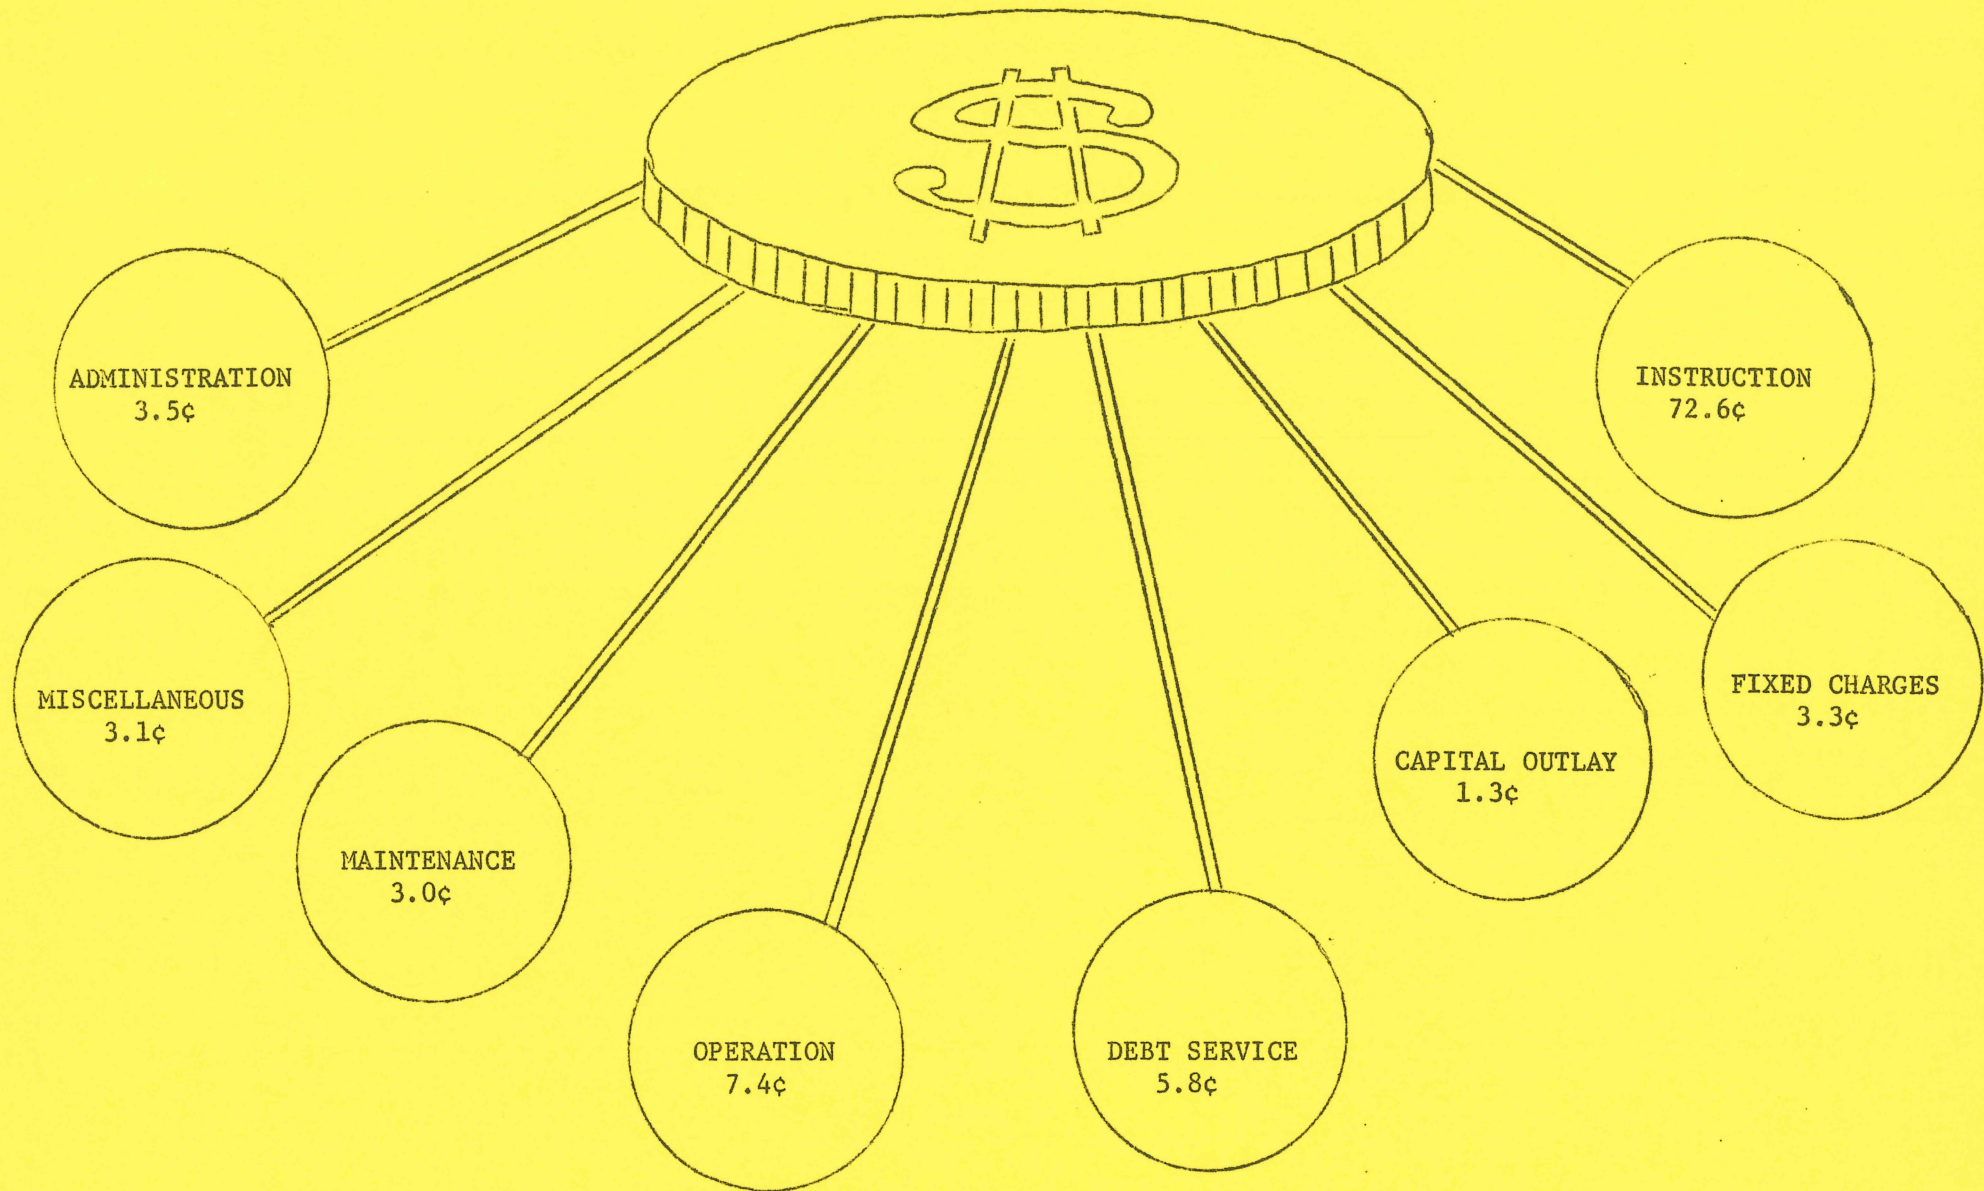 $
ADMINISTRATION
3.5¢
INSTRUCTION
72.6¢
MISCELLANEOUS
3.1¢
FIXED CHARGES
3.3¢
MAINTENANCE
3.0¢
CAPITAL OUTLAY
1.3¢
OPERATION
7.4¢
DEBT SERVICE
5.8¢